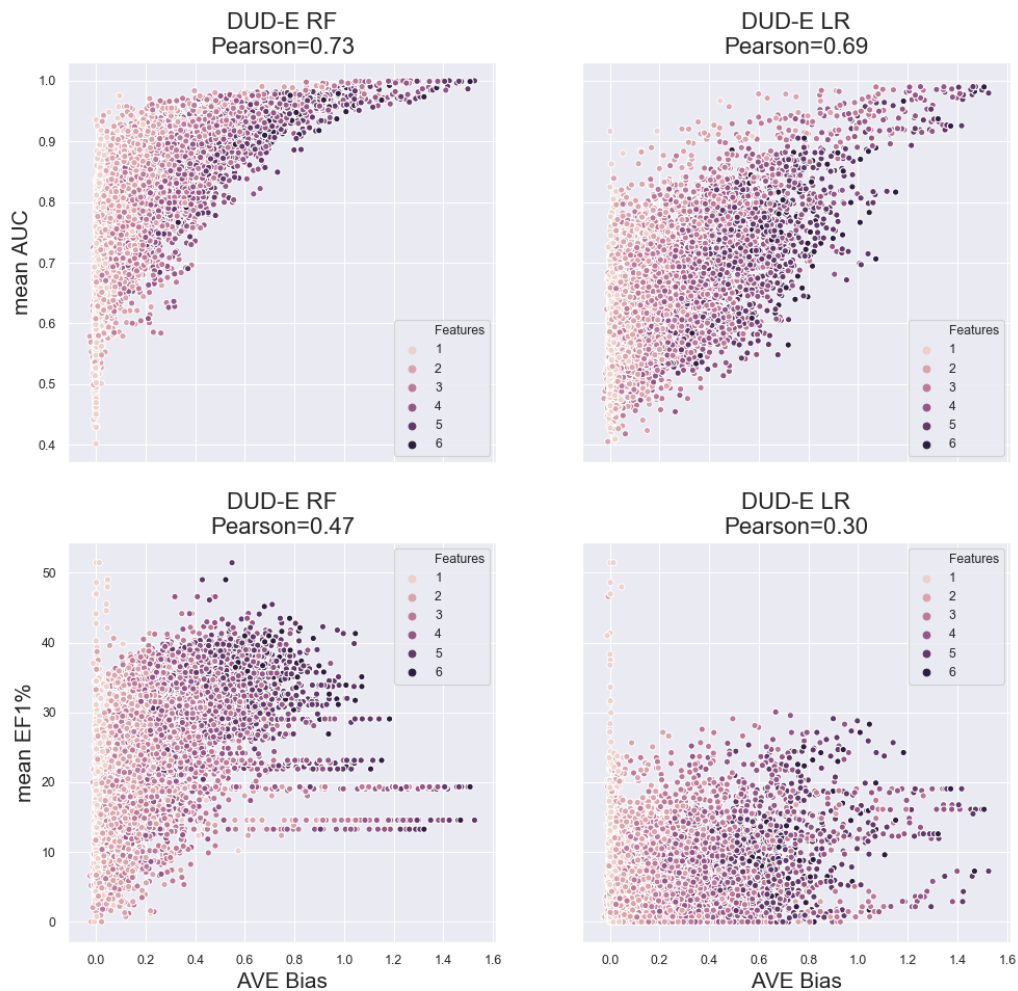 DUD-E RF
Pearson=0.73
DUD-E LR
Pearson=0.69
mean AUC
1.0
0.9
0.8
0.7
0.6
0.5
0.4
Features
1
2
3
4
5
6
Features
1
2
3
4
5
6
DUD-E RF
Pearson=0.47
DUD-E LR
Pearson=0.30
mean EF1%
50
40
30
20
10
0
Features
1
2
3
4
5
6
Features
1
2
3
4
5
6
0.0 0.2 0.4 0.6 0.8 1.0 1.2 1.4 1.6
AVE Bias
0.0 0.2 0.4 0.6 0.8 1.0 1.2 1.4 1.6
AVE Bias